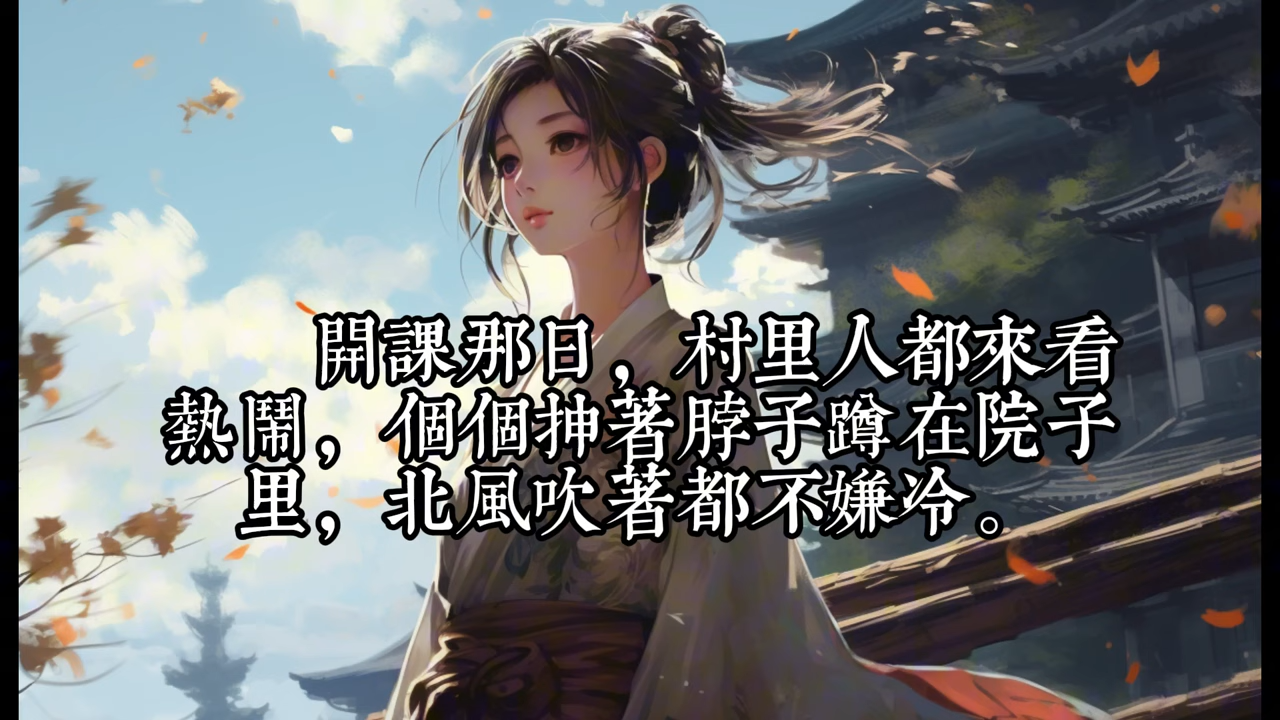 開課那日，村里人都來看
熱鬧，個個抻著脖子蹲在院子
里，北風吹著都不嫌冷。